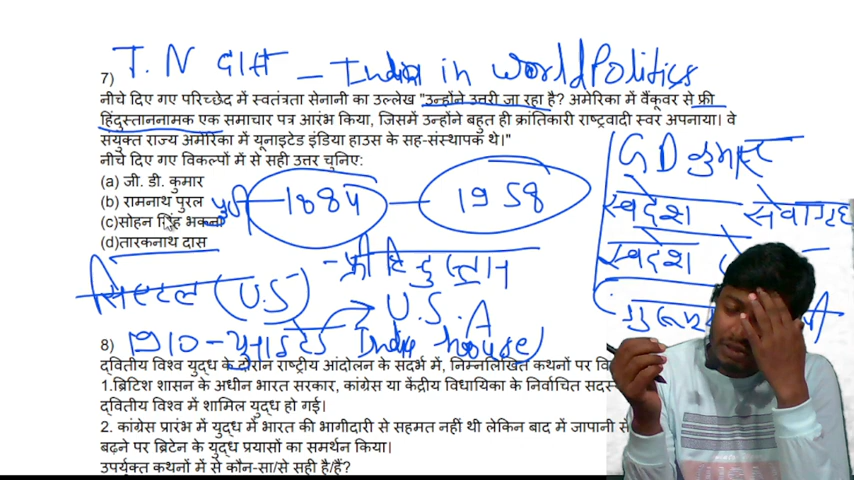 T. N दास - India in world Politics
7)
नीचे दिए गए परिच्छेद में स्वतंत्रता सेनानी का उल्लेख "उन्होंने उत्तरी जा रहा है? अमेरिका में वैंकूवर से फ्री
हिंदुस्ताननामक एक समाचार पत्र आरंभ किया, जिसमें उन्होंने बहुत ही क्रांतिकारी राष्ट्रवादी स्वर अपनाया। वे
संयुक्त राज्य अमेरिका में यूनाइटेड इंडिया हाउस के सह-संस्थापक थे।"
नीचे दिए गए विकल्पों में से सही उत्तर चुनिए:
G D कुमार
(a) जी. डी. कुमार
(b) रामनाथ पुरल
1884 - 1958
स्वदेश सेवागृह
(c)सोहन सिंह भकना
(d)तारकनाथ दास
स्वदेश
सिएटल (U.S) - फ्री हिंदुस्तान
U.S.A
8) 1910- युनाइटेड India house
द्वितीय विश्व युद्ध के दौरान राष्ट्रीय आंदोलन के संदर्भ में, निम्नलिखित कथनों पर
1.ब्रिटिश शासन के अधीन भारत सरकार, कांग्रेस या केंद्रीय विधायिका के निर्वाचित
द्वितीय विश्व में शामिल युद्ध हो गई।
2. कांग्रेस प्रारंभ में युद्ध में भारत की भागीदारी से सहमत नहीं थी लेकिन बाद में जापानी
बढ़ने पर ब्रिटेन के युद्ध प्रयासों का समर्थन किया।
उपर्युक्त कथनों में से कौन-सा/से सही है/हैं?